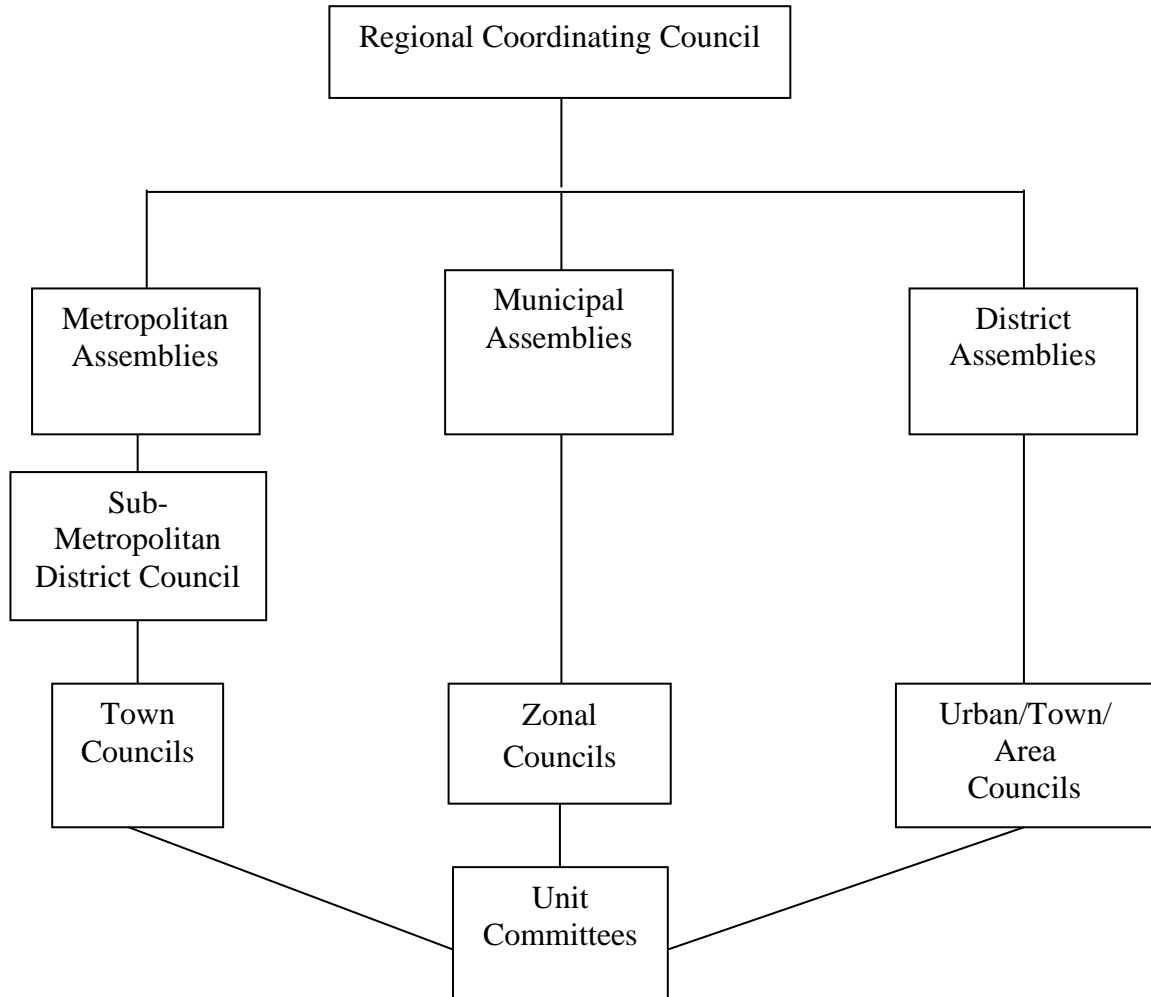 Regional Coordinating Council
Metropolitan
Assemblies
Municipal
Assemblies
District
Assemblies
Sub-
Metropolitan
District Council
Town
Councils
Zonal
Councils
Urban/Town/
Area
Councils
Unit
Committees